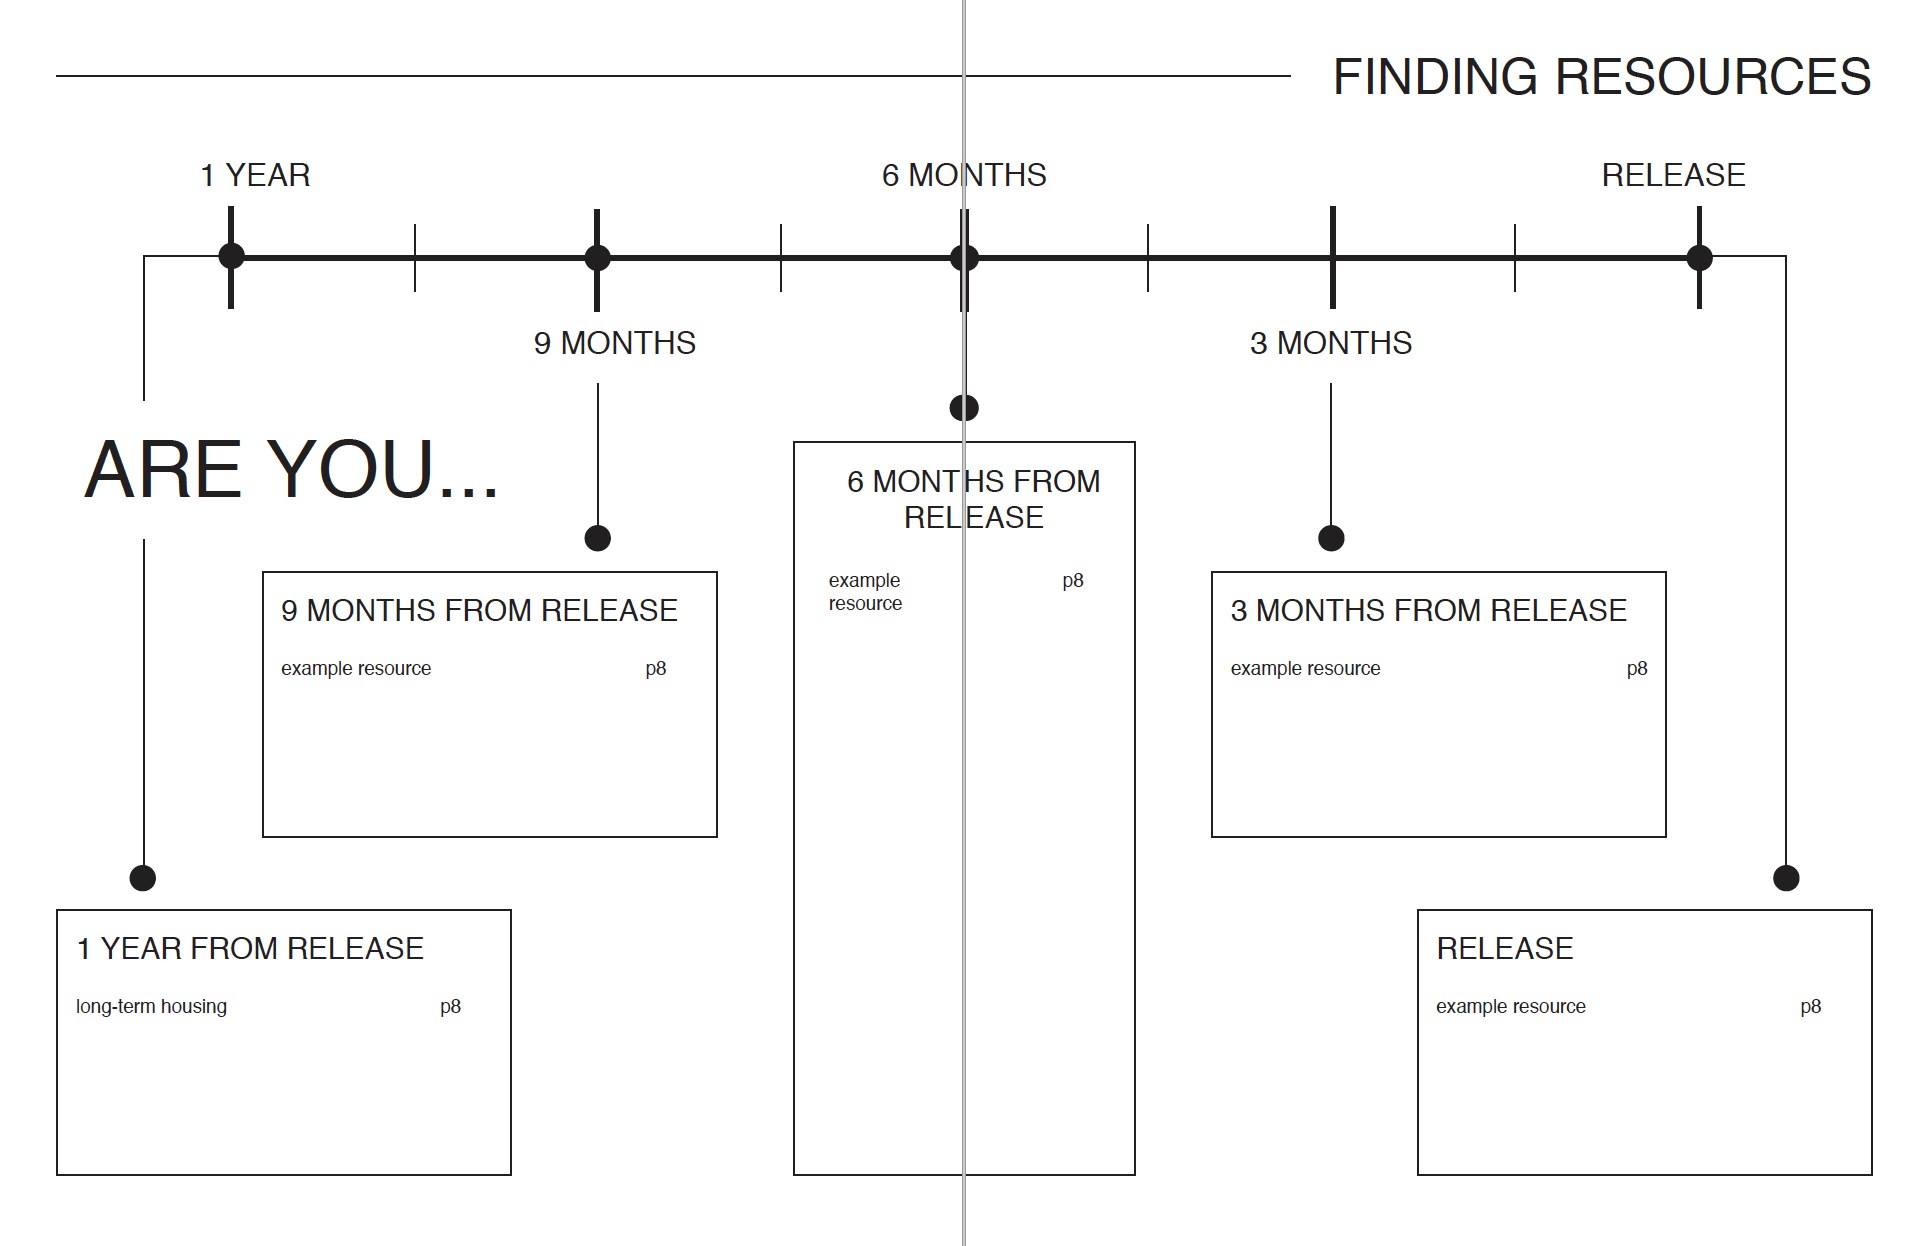 FINDING RESOURCES
1 YEAR
6 MONTHS
RELEASE
9 MONTHS
3 MONTHS
ARE YOU...
9 MONTHS FROM RELEASE
example resource p8
6 MONTHS FROM
RELEASE
example p8
resource
3 MONTHS FROM RELEASE
example resource p8
1 YEAR FROM RELEASE
long-term housing p8
RELEASE
example resource p8